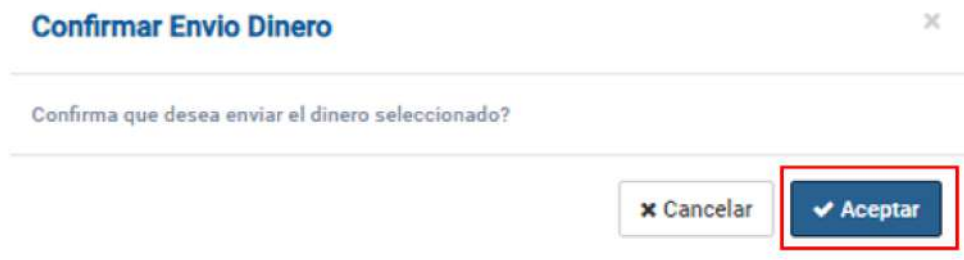 Confirmar Envio Dinero
Confirma que desea enviar el dinero seleccionado?
Cancelar
Aceptar